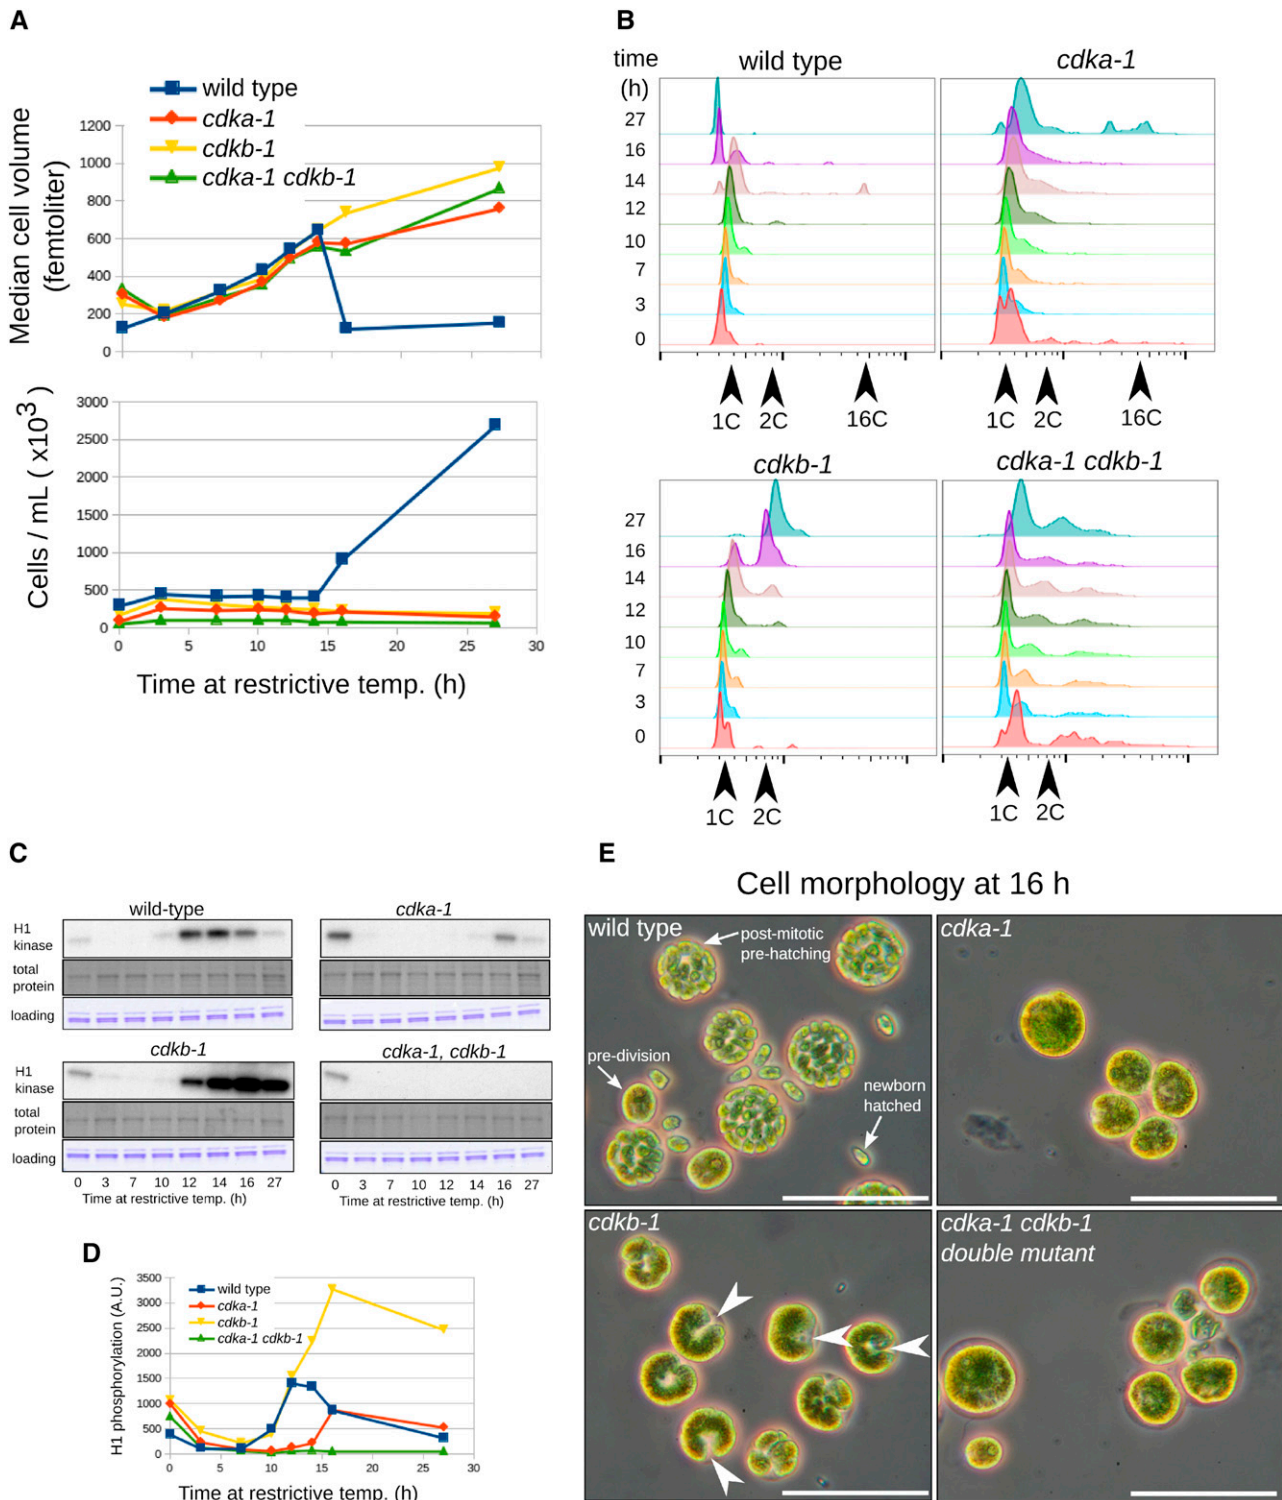 A
wild type
cdka-1
cdkb-1
cdka-1 cdkb-1
Median cell volume
(femtoliter)
1200
1000
800
600
400
200
0
Cells / mL ( x10³ )
3000
2500
2000
1500
1000
500
0
0 5 10 15 20 25 30
Time at restrictive temp. (h)
B
time
(h)
wild type
cdka-1
27
16
14
12
10
7
3
0
1C 2C 16C
1C 2C 16C
cdkb-1
cdka-1 cdkb-1
27
16
14
12
10
7
3
0
1C 2C
1C 2C
C
wild-type
cdka-1
H1
kinase
total
protein
loading
cdkb-1
cdka-1, cdkb-1
H1
kinase
total
protein
loading
0 3 7 10 12 14 16 27
Time at restrictive temp. (h)
0 3 7 10 12 14 16 27
Time at restrictive temp. (h)
D
H1 phosphorylation (A.U.)
3500
3000
2500
2000
1500
1000
500
0
wild type
cdka-1
cdkb-1
cdka-1 cdkb-1
0 5 10 15 20 25 30
Time at restrictive temp. (h)
E
Cell morphology at 16 h
wild type
post-mitotic
pre-hatching
pre-division
newborn
hatched
cdka-1
cdkb-1
cdka-1 cdkb-1
double mutant